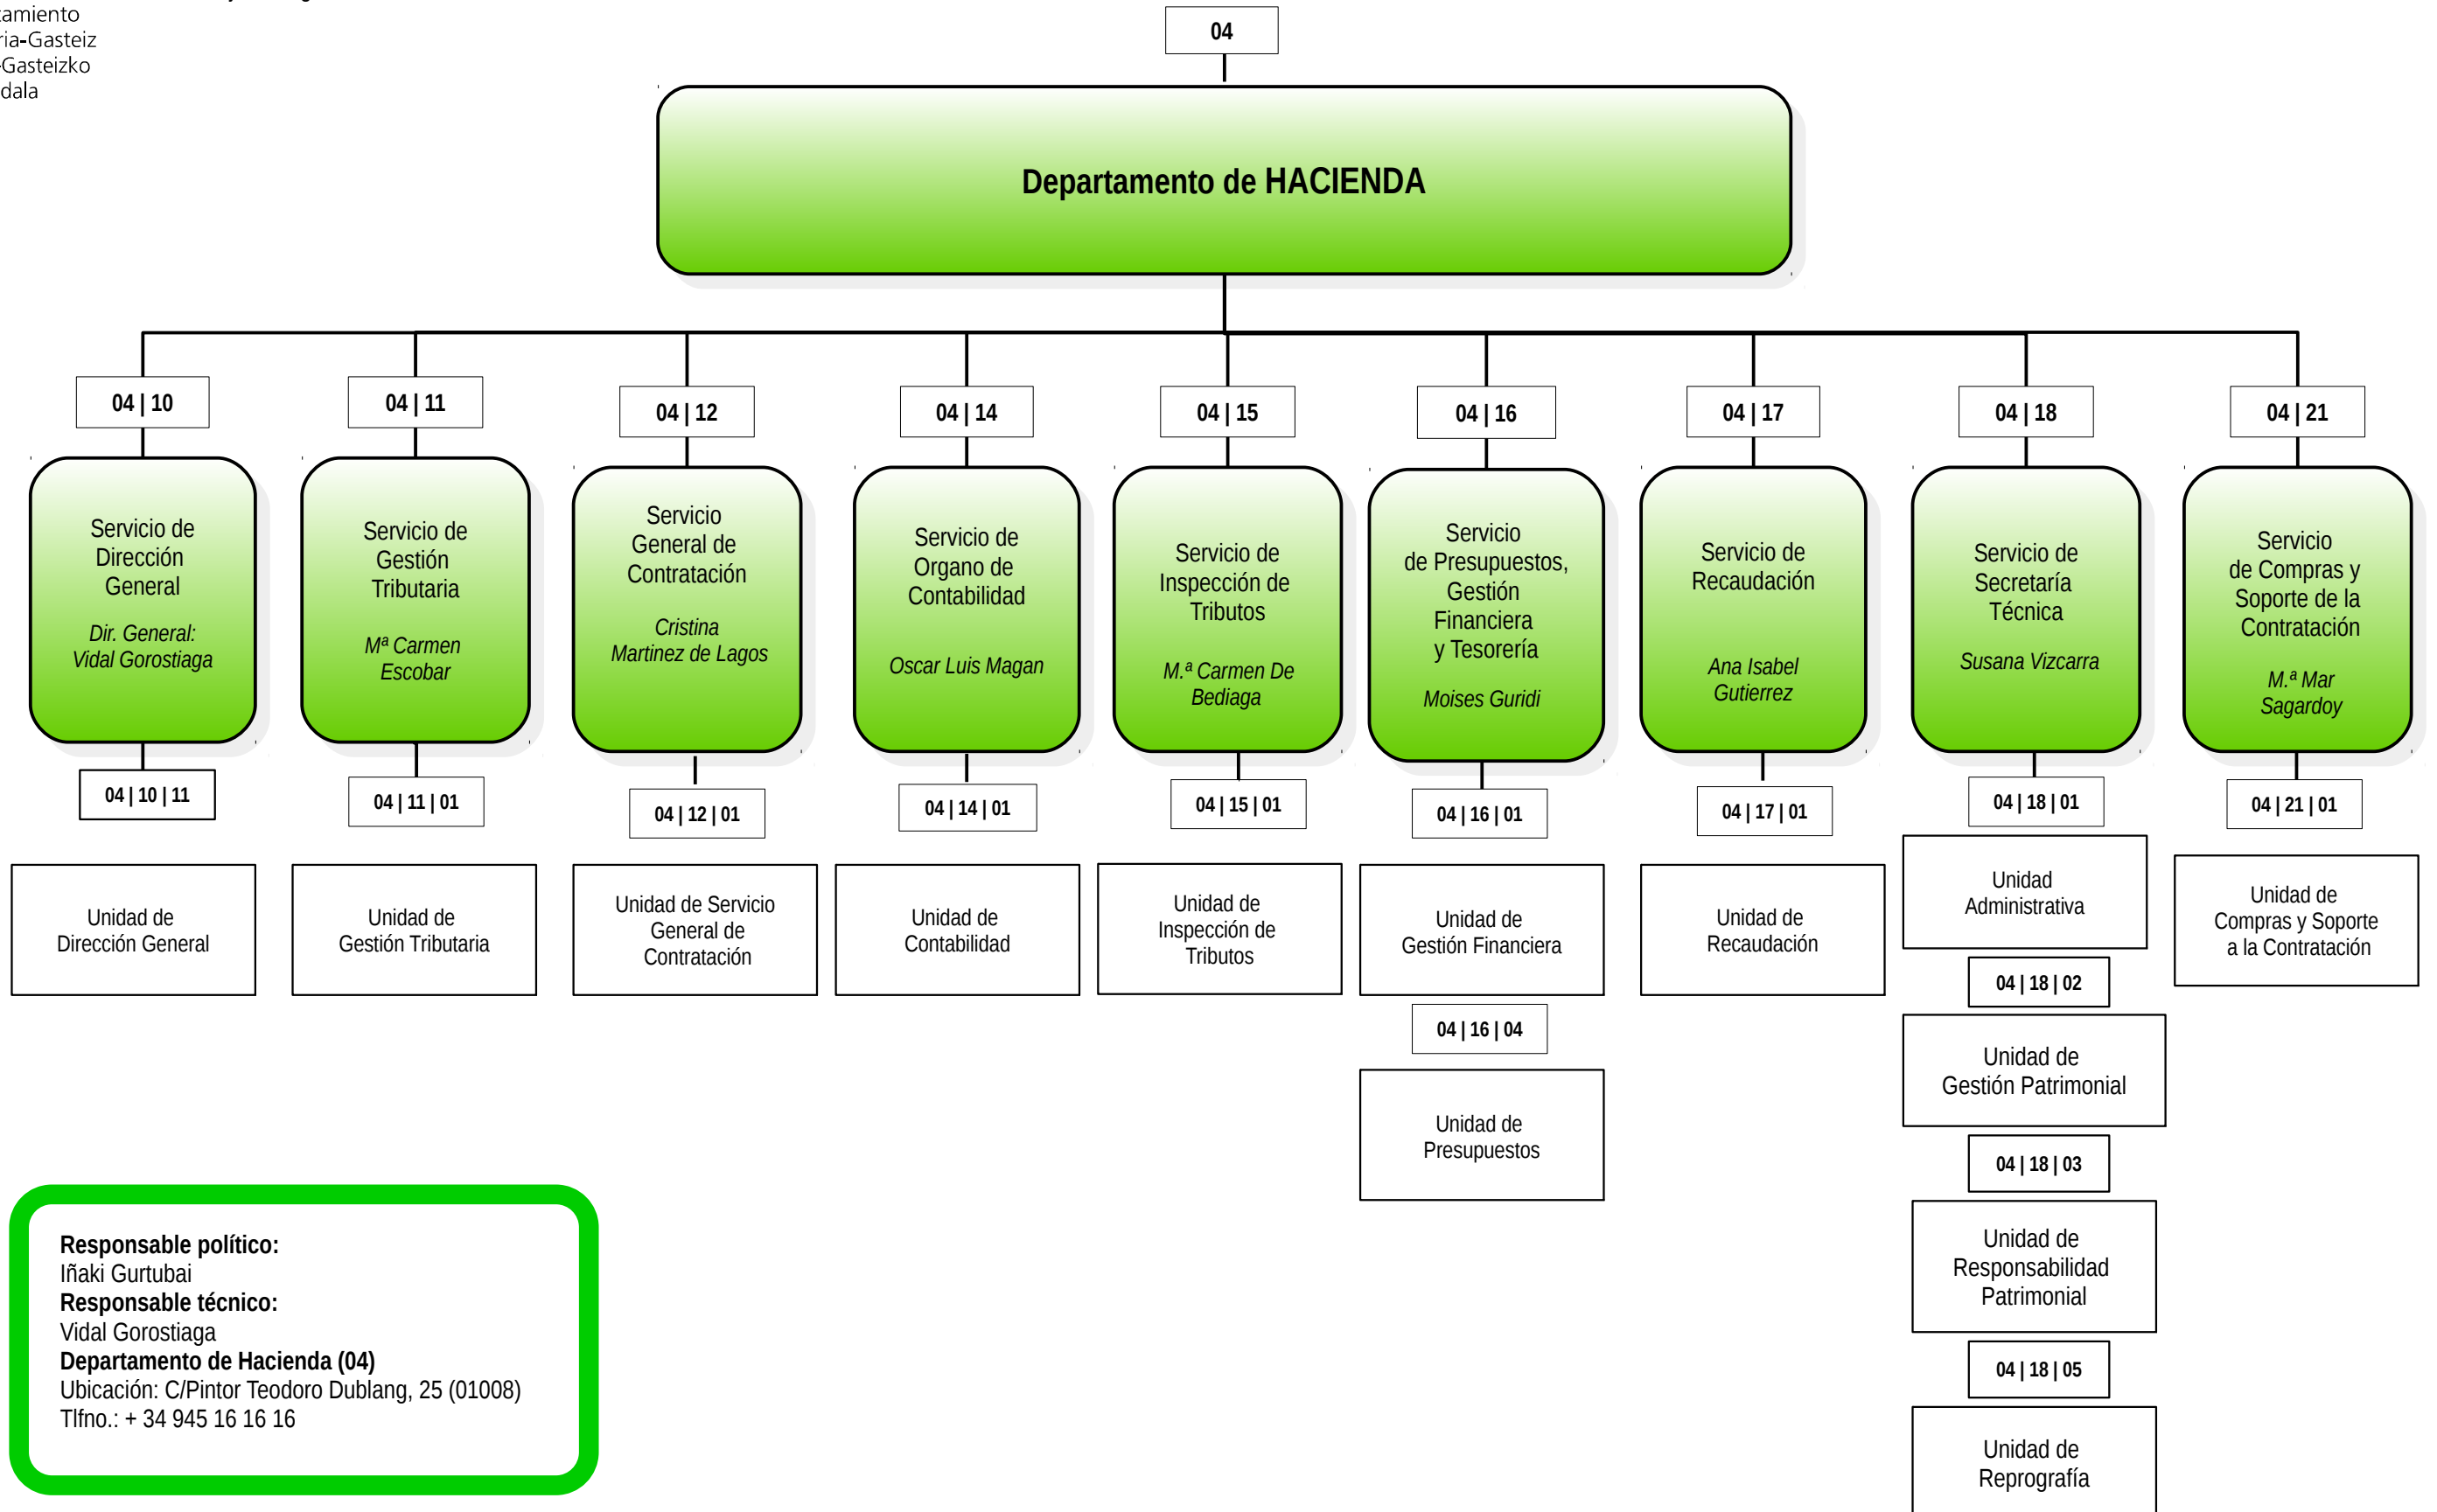 ria-Gasteiz
-Gasteizko
04
Departamento de HACIENDA
04 | 10
04 | 11
04 | 12
04 | 14
04 | 15
04 | 16
04 | 17
04 | 18
04 | 21
Servicio de
Dirección
General
Dir. General:
Vidal Gorostiaga
Servicio de
Gestión
Tributaria
Mª Carmen
Escobar
Servicio
General de
Contratación
Cristina
Martinez de Lagos
Servicio de
Organo de
Contabilidad
Oscar Luis Magan
Servicio de
Inspección de
Tributos
M.ª Carmen De
Bediaga
Servicio
de Presupuestos,
Gestión
Financiera
y Tesorería
Moises Guridi
Servicio de
Recaudación
Ana Isabel
Gutierrez
Servicio de
Secretaría
Técnica
Susana Vizcarra
Servicio
de Compras y
Soporte de la
Contratación
M.ª Mar
Sagardoy
04 | 10 | 11
Unidad de
Dirección General
04 | 11 | 01
Unidad de
Gestión Tributaria
04 | 12 | 01
Unidad de Servicio
General de
Contratación
04 | 14 | 01
Unidad de
Contabilidad
04 | 15 | 01
Unidad de
Inspección de
Tributos
04 | 16 | 01
Unidad de
Gestión Financiera
04 | 16 | 04
Unidad de
Presupuestos
04 | 17 | 01
Unidad de
Recaudación
04 | 18 | 01
Unidad
Administrativa
04 | 18 | 02
Unidad de
Gestión Patrimonial
04 | 18 | 03
Unidad de
Responsabilidad
Patrimonial
04 | 18 | 05
Unidad de
Reprografía
04 | 21 | 01
Unidad de
Compras y Soporte
a la Contratación
Responsable político:
Iñaki Gurtubai
Responsable técnico:
Vidal Gorostiaga
Departamento de Hacienda (04)
Ubicación: C/Pintor Teodoro Dublang, 25 (01008)
Tlfno.: + 34 945 16 16 16